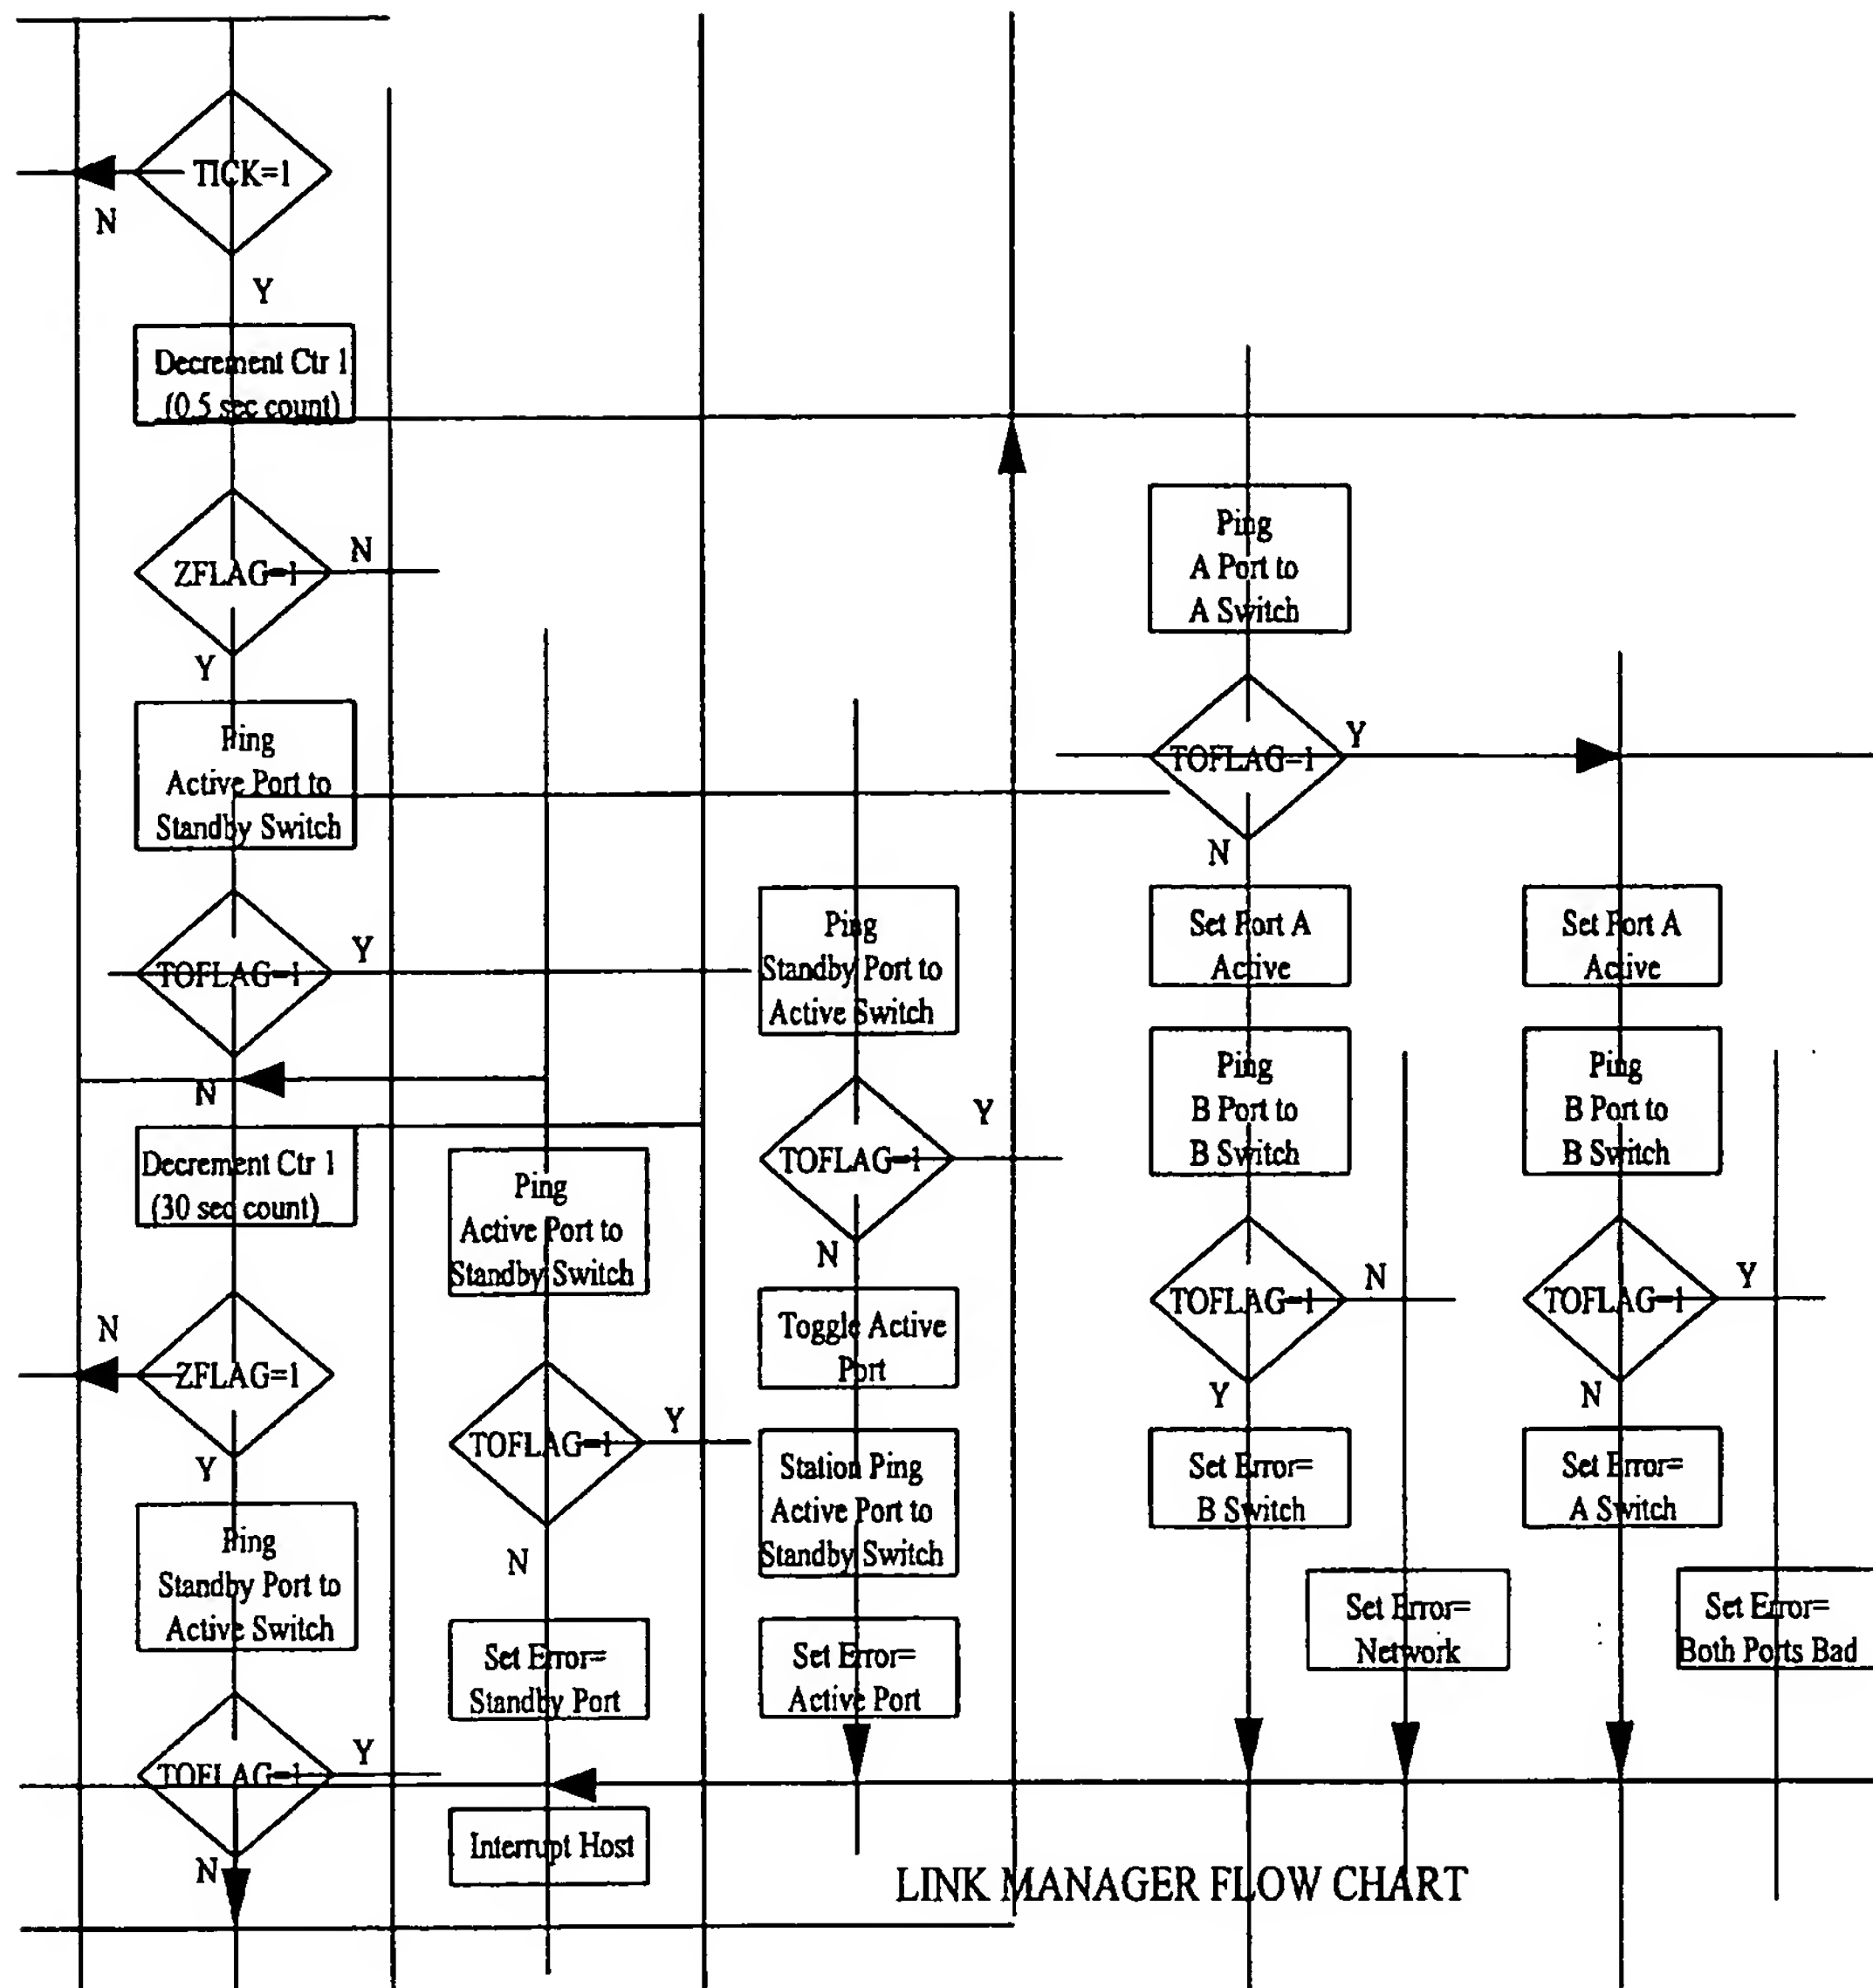 TICK=1
N
Y
Decrement Ctr 1
(0.5 sec count)
ZFLAG=1
N
Y
Ping
Active Port to
Standby Switch
TOFLAG=1
Y
N
Decrement Ctr 1
(30 sec count)
ZFLAG=1
N
Y
Ping
Standby Port to
Active Switch
TOFLAG=1
Y
N
Ping
Active Port to
Standby Switch
TOFLAG=1
Y
N
Set Error=
Standby Port
Interrupt Host
Ping
Standby Port to
Active Switch
TOFLAG=1
Y
N
Toggle Active
Port
Station Ping
Active Port to
Standby Switch
Set Error=
Active Port
Ping
A Port to
A Switch
TOFLAG=1
Y
N
Set Port A
Active
Ping
B Port to
B Switch
TOFLAG=1
N
Y
Set Error=
B Switch
Set Error=
Network
Set Port A
Active
Ping
B Port to
B Switch
TOFLAG=1
Y
N
Set Error=
A Switch
Set Error=
Both Ports Bad
LINK MANAGER FLOW CHART